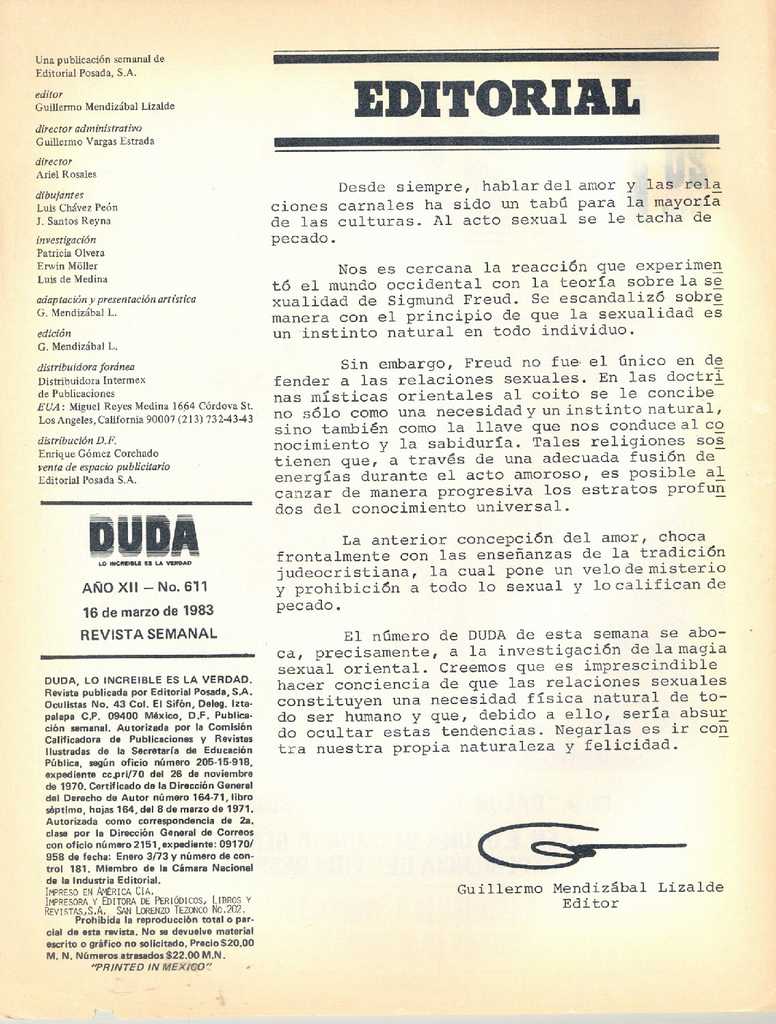 Una publicación semanal de
Editorial Posada, S.A.
editor
Guillermo Mendizábal Lizalde
director administrativo
Guillermo Vargas Estrada
director
Ariel Rosales
dibujantes
Luis Chávez Peón
J. Santos Reyna
investigación
Patricia Olvera
Erwin Möller
Luis de Medina
adaptación y presentación artística
G. Mendizábal L.
edición
G. Mendizábal L.
distribuidora foránea
Distribuidora Intermex
de Publicaciones
EUA: Miguel Reyes Medina 1664 Córdova St.
Los Angeles, California 90007 (213) 732-43-43
distribución D.F.
Enrique Gómez Corchado
venta de espacio publicitario
Editorial Posada S.A.
DUDA
LO INCREIBLE ES LA VERDAD
AÑO XII – No. 611
16 de marzo de 1983
REVISTA SEMANAL
DUDA, LO INCREIBLE ES LA VERDAD.
Revista publicada por Editorial Posada, S.A.
Oculistas No. 43 Col. El Sifón, Deleg. Izta-
palapa C.P. 09400 México, D.F. Publica-
ción semanal. Autorizada por la Comisión
Calificadora de Publicaciones y Revistas
Ilustradas de la Secretaría de Educación
Pública, según oficio número 205-15-918,
expediente cc.pri/70 del 26 de noviembre
de 1970. Certificado de la Dirección General
del Derecho de Autor número 164-71, libro
séptimo, hojas 164, del 8 de marzo de 1971.
Autorizada como correspondencia de 2a.
clase por la Dirección General de Correos
con oficio número 2151, expediente: 09170/
958 de fecha: Enero 3/73 y número de con-
trol 181. Miembro de la Cámara Nacional
de la Industria Editorial.
IMPRESO EN AMÉRICA CIA.
IMPRESORA Y EDITORA DE PERIÓDICOS, LIBROS Y
REVISTAS,S.A. SAN LORENZO TEZONCO No.202.
Prohibida la reproducción total o par-
cial de esta revista. No se devuelve material
escrito o gráfico no solicitado, Precio $20,00
M. N. Números atrasados $22.00 M.N.
"PRINTED IN MEXICO"
EDITORIAL
Desde siempre, hablar del amor y las rela
ciones carnales ha sido un tabú para la mayoría
de las culturas. Al acto sexual se le tacha de
pecado.
Nos es cercana la reacción que experimen
tó el mundo occidental con la teoría sobre la se
xualidad de Sigmund Freud. Se escandalizó sobre
manera con el principio de que la sexualidad es
un instinto natural en todo individuo.
Sin embargo, Freud no fue el único en de
fender a las relaciones sexuales. En las doctri
nas místicas orientales al coito se le concibe
no sólo como una necesidad y un instinto natural,
sino también como la llave que nos conduce al co
nocimiento y la sabiduría. Tales religiones sos
tienen que, a través de una adecuada fusión de
energías durante el acto amoroso, es posible al
canzar de manera progresiva los estratos profun
dos del conocimiento universal.
La anterior concepción del amor, choca
frontalmente con las enseñanzas de la tradición
judeocristiana, la cual pone un velo de misterio
y prohibición a todo lo sexual y lo califican de
pecado.
El número de DUDA de esta semana se abo-
ca, precisamente, a la investigación de la magia
sexual oriental. Creemos que es imprescindible
hacer conciencia de que las relaciones sexuales
constituyen una necesidad física natural de to-
do ser humano y que, debido a ello, sería absur
do ocultar estas tendencias. Negarlas es ir con
tra nuestra propia naturaleza y felicidad.
Guillermo Mendizábal Lizalde
Editor